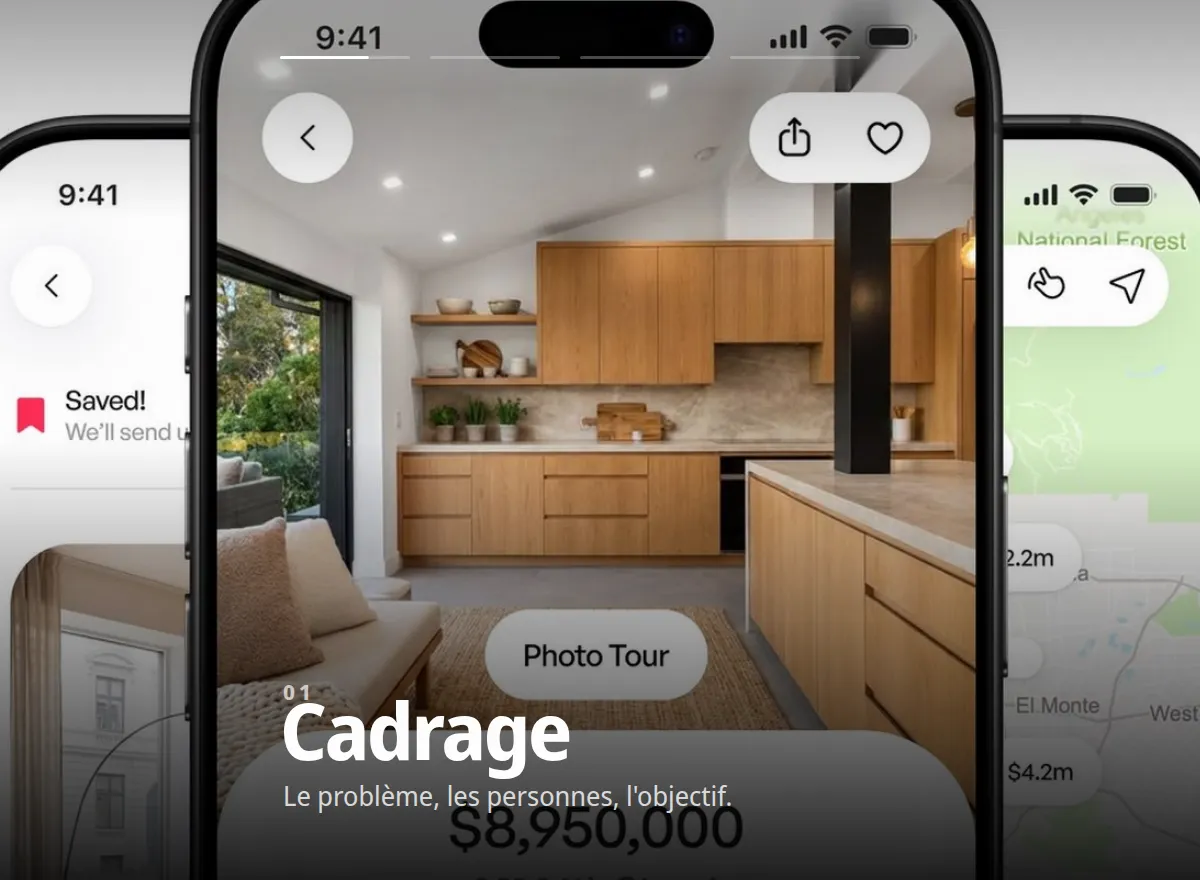 9:41
9:41
National Forest
Saved!
We'll send u
2.2m
a
Photo Tour
01
Cadrage
El Monte
West
$4.2m
Le problème, les personnes, l'objectif.
$8,950,000